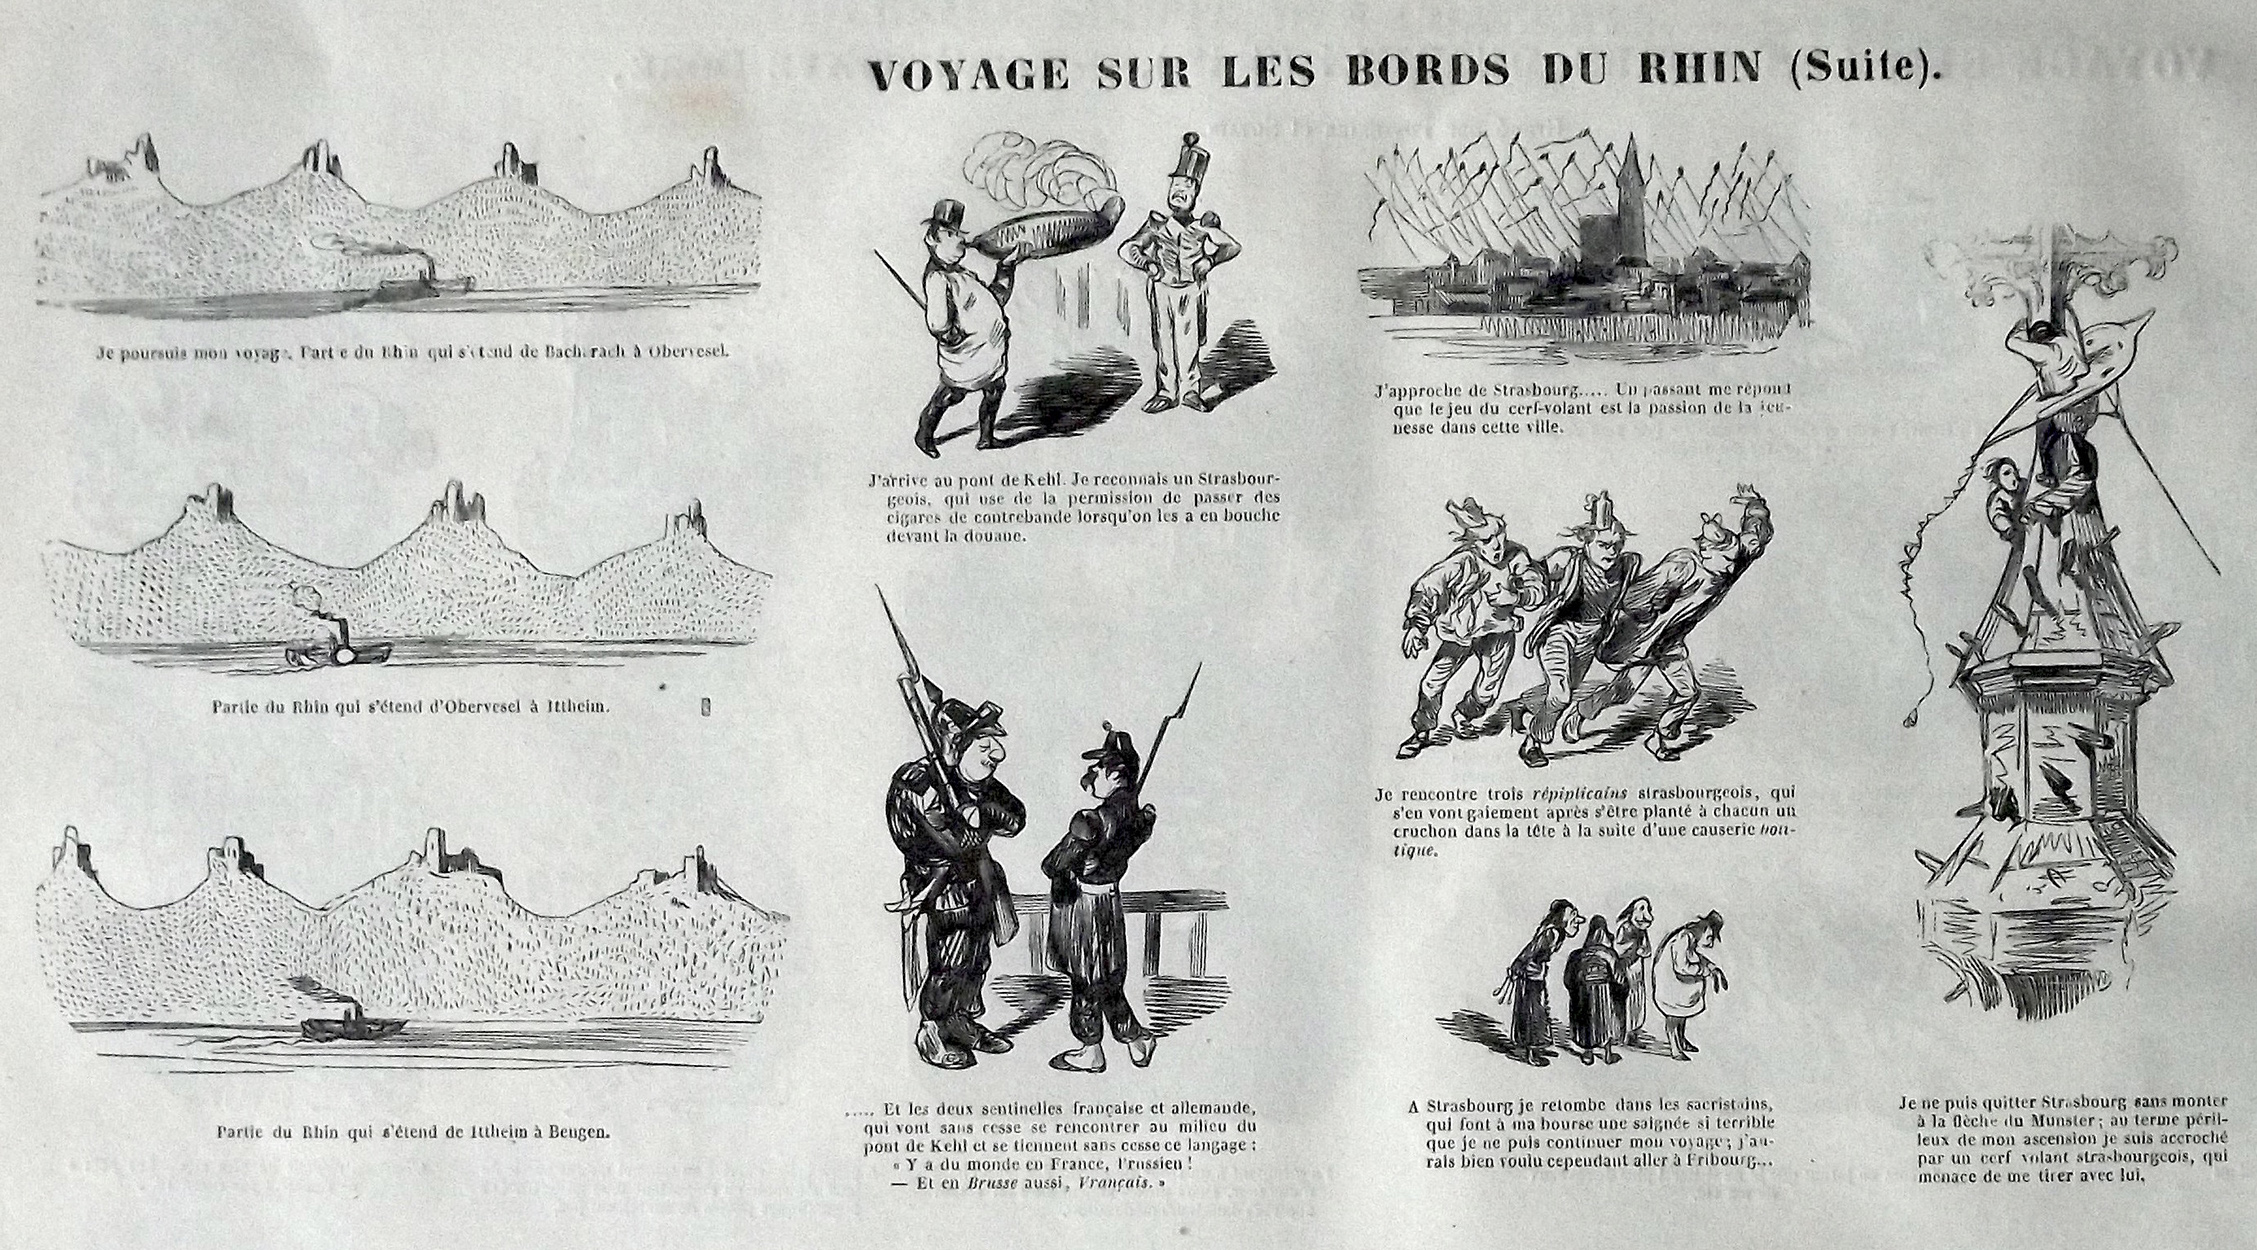 VOYAGE SUR LES BORDS DU RHIN (Suite).
Je poursuis mon voyage. Partie du Rhin qui s'étend de Bacharach à Obervesel.
Partie du Rhin qui s'étend d'Obervesel à Ittheim.
Partie du Rhin qui s'étend de Ittheim à Beugen.
J'arrive au pont de Kehl. Je reconnais un Strasbour-
geois, qui use de la permission de passer des
cigares de contrebande lorsqu'on les a en bouche
devant la douane.
..... Et les deux sentinelles française et allemande,
qui vont sans cesse se rencontrer au milieu du
pont de Kehl et se tiennent sans cesse ce langage :
« Y a du monde en France, l'russien !
— Et en Brusse aussi, Vrançais. »
J'approche de Strasbourg..... Un passant me répond
que le jeu du cerf-volant est la passion de la jeu-
nesse dans cette ville.
Je rencontre trois répiplicains strasbourgeois, qui
s'en vont gaiement après s'être planté à chacun un
cruchon dans la tête à la suite d'une causerie
tique.
A Strasbourg je retombe dans les sacristains,
qui font à ma bourse une saignée si terrible
que je ne puis continuer mon voyage ; j'au-
rais bien voulu cependant aller à Fribourg...
Je ne puis quitter Strasbourg sans monter
à la flèche du Munster ; au terme péril-
leux de mon ascension je suis accroché
par un cerf volant strasbourgeois, qui
menace de me tirer avec lui.